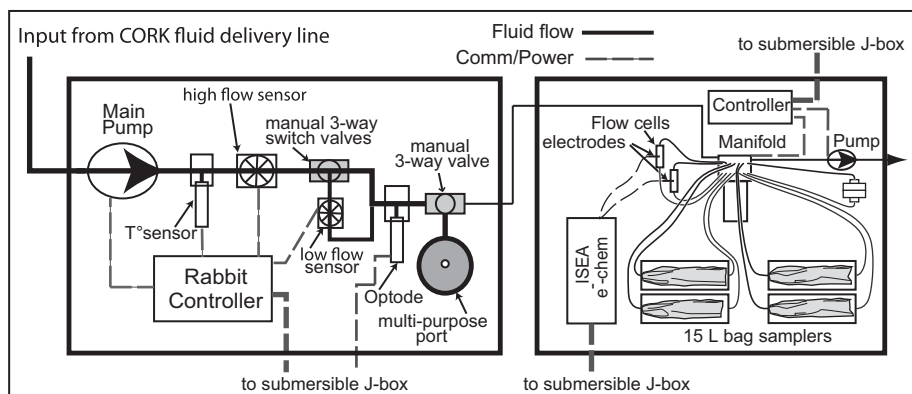 Input from CORK fluid delivery line
Fluid flow
Comm/Power
to submersible J-box
Main
Pump
high flow sensor
manual 3-way
switch valves
manual
3-way valve
T°sensor
low flow
sensor
Optode
multi-purpose
port
Rabbit
Controller
to submersible J-box
Controller
Flow cells
electrodes
Manifold
Pump
ISEA
e⁻-chem
15 L bag samplers
to submersible J-box